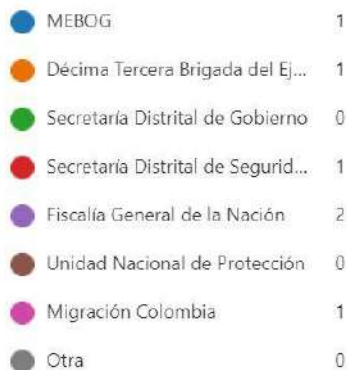 MEBOG 1
Décima Tercera Brigada del Ej... 1
Secretaría Distrital de Gobierno 0
Secretaría Distrital de Segurid... 1
Fiscalía General de la Nación 2
Unidad Nacional de Protección 0
Migración Colombia 1
Otra 0